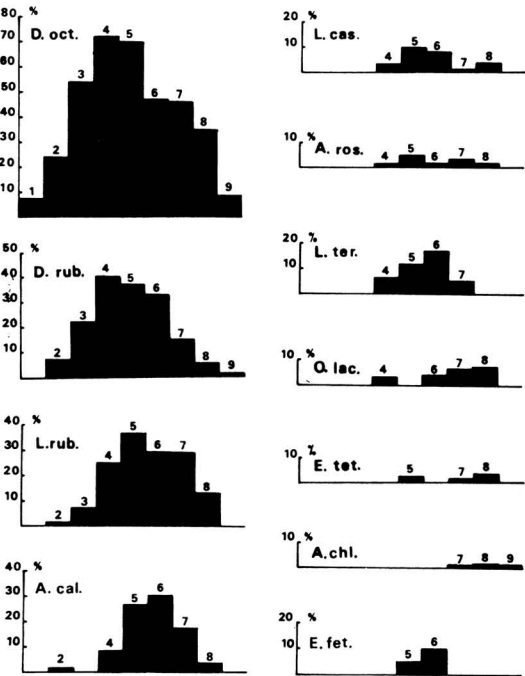 80 %
D. oct.
70
60
50
40
30
20
10
1 2 3 4 5 6 7 8 9
50 %
D. rub.
40
30
20
10
2 3 4 5 6 7 8 9
40 %
L.rub.
30
20
10
2 3 4 5 6 7 8
40 %
A. cal.
30
20
10
2 4 5 6 7 8
20 %
L. cas.
10
4 5 6 7 8
10 %
A. ros.
4 5 6 7 8
20 %
L. ter.
10
4 5 6 7
10 %
O. lac.
4 6 7 8
10 %
E. tet.
5 7 8
10 %
A.chl.
7 8 9
20 %
E. fet.
10
5 6